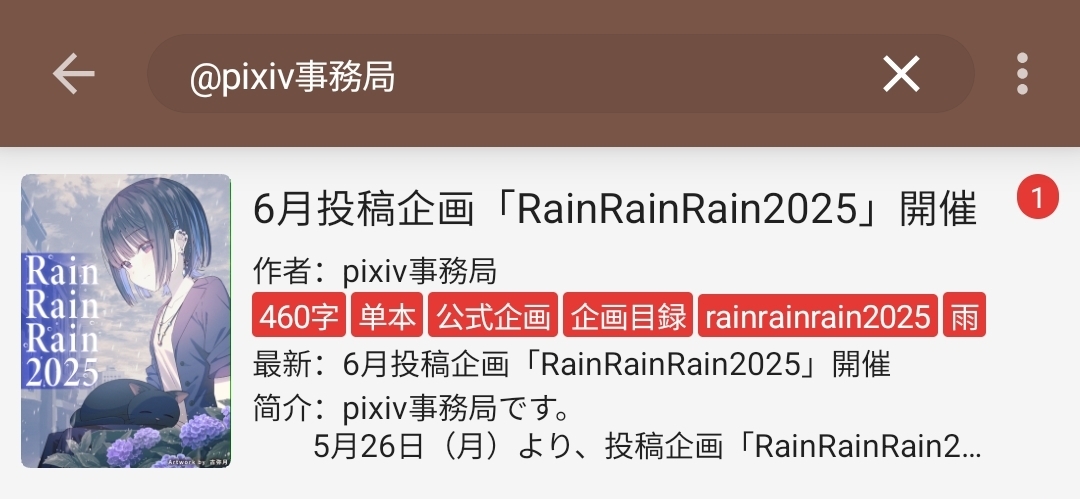 @pixiv事務局
6月投稿企画「RainRainRain2025」開催
1
作者：pixiv事務局
460字 单本 公式企画 企画目録 rainrainrain2025 雨
最新：6月投稿企画「RainRainRain2025」開催
简介：pixiv事務局です。
5月26日（月）より、投稿企画「RainRainRain2...
Rain
Rain
Rain
2025
Artwork by